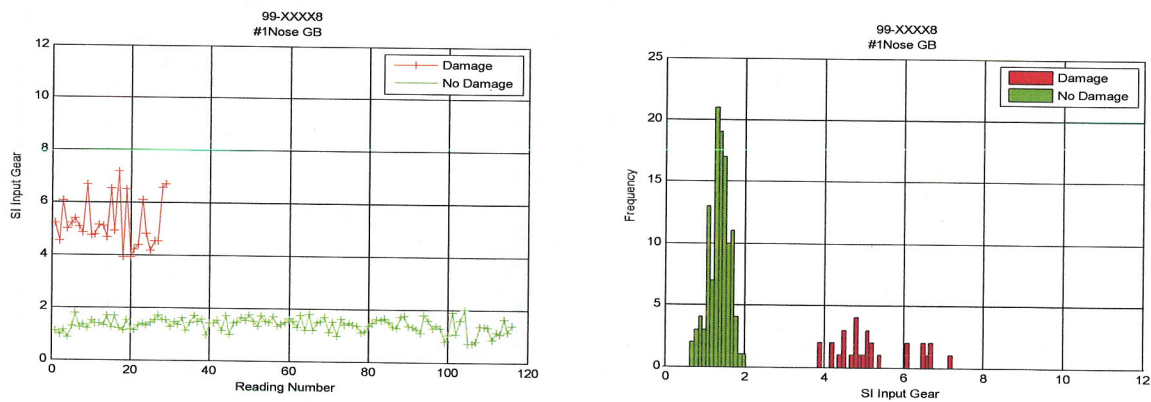 99-XXXX8
#1Nose GB
12
10
8
6
4
2
0
SI Input Gear
Damage
No Damage
0 20 40 60 80 100 120
Reading Number
99-XXXX8
#1Nose GB
25
20
15
10
5
0
Frequency
Damage
No Damage
0 2 4 6 8 10 12
SI Input Gear